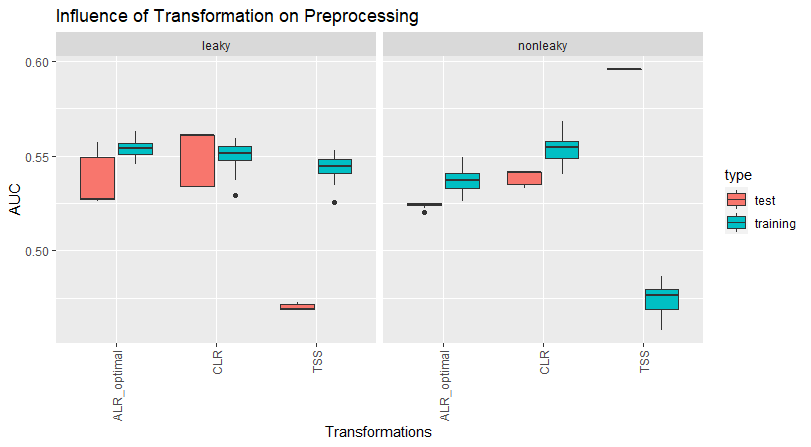 Influence of Transformation on Preprocessing
leaky
nonleaky
0.60
0.55
0.50
AUC
ALR_optimal
CLR
TSS
ALR_optimal
CLR
TSS
Transformations
type
test
training